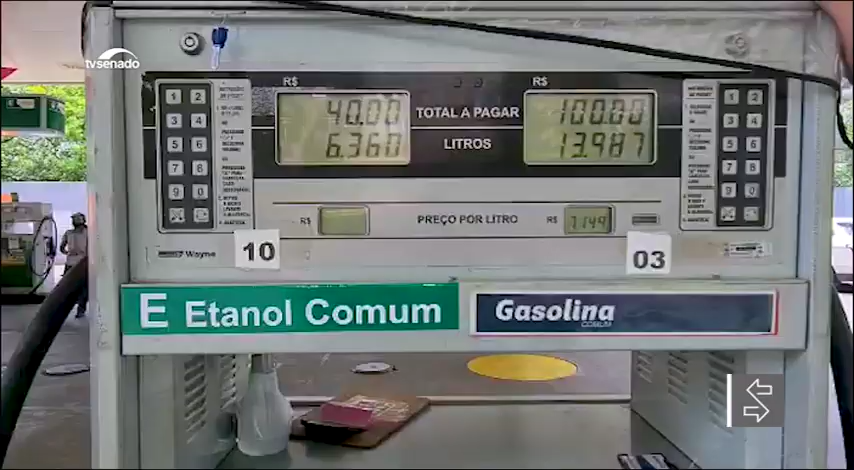 tvsenado
R$
40.00
TOTAL A PAGAR
R$
100.00
6.360
LITROS
13.987
1 2
3 4
5 6
7 8
9 0
1 2
3 4
5 6
7 8
9 0
R$
PREÇO POR LITRO
R$
7.149
Wayne
10
03
E Etanol Comum
Gasolina
COMUM
E